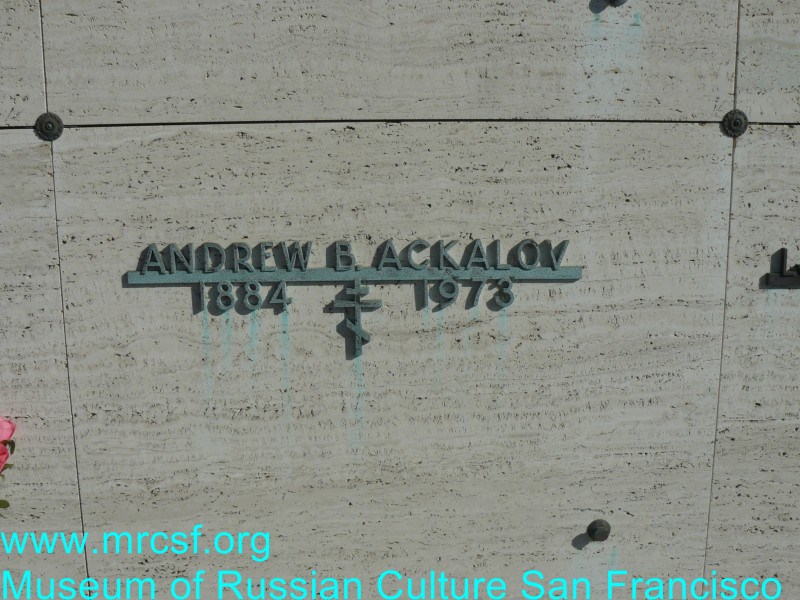 ANDREW B. ACKALOV
1884 1973
www.mrcsf.org
Museum of Russian Culture San Francisco